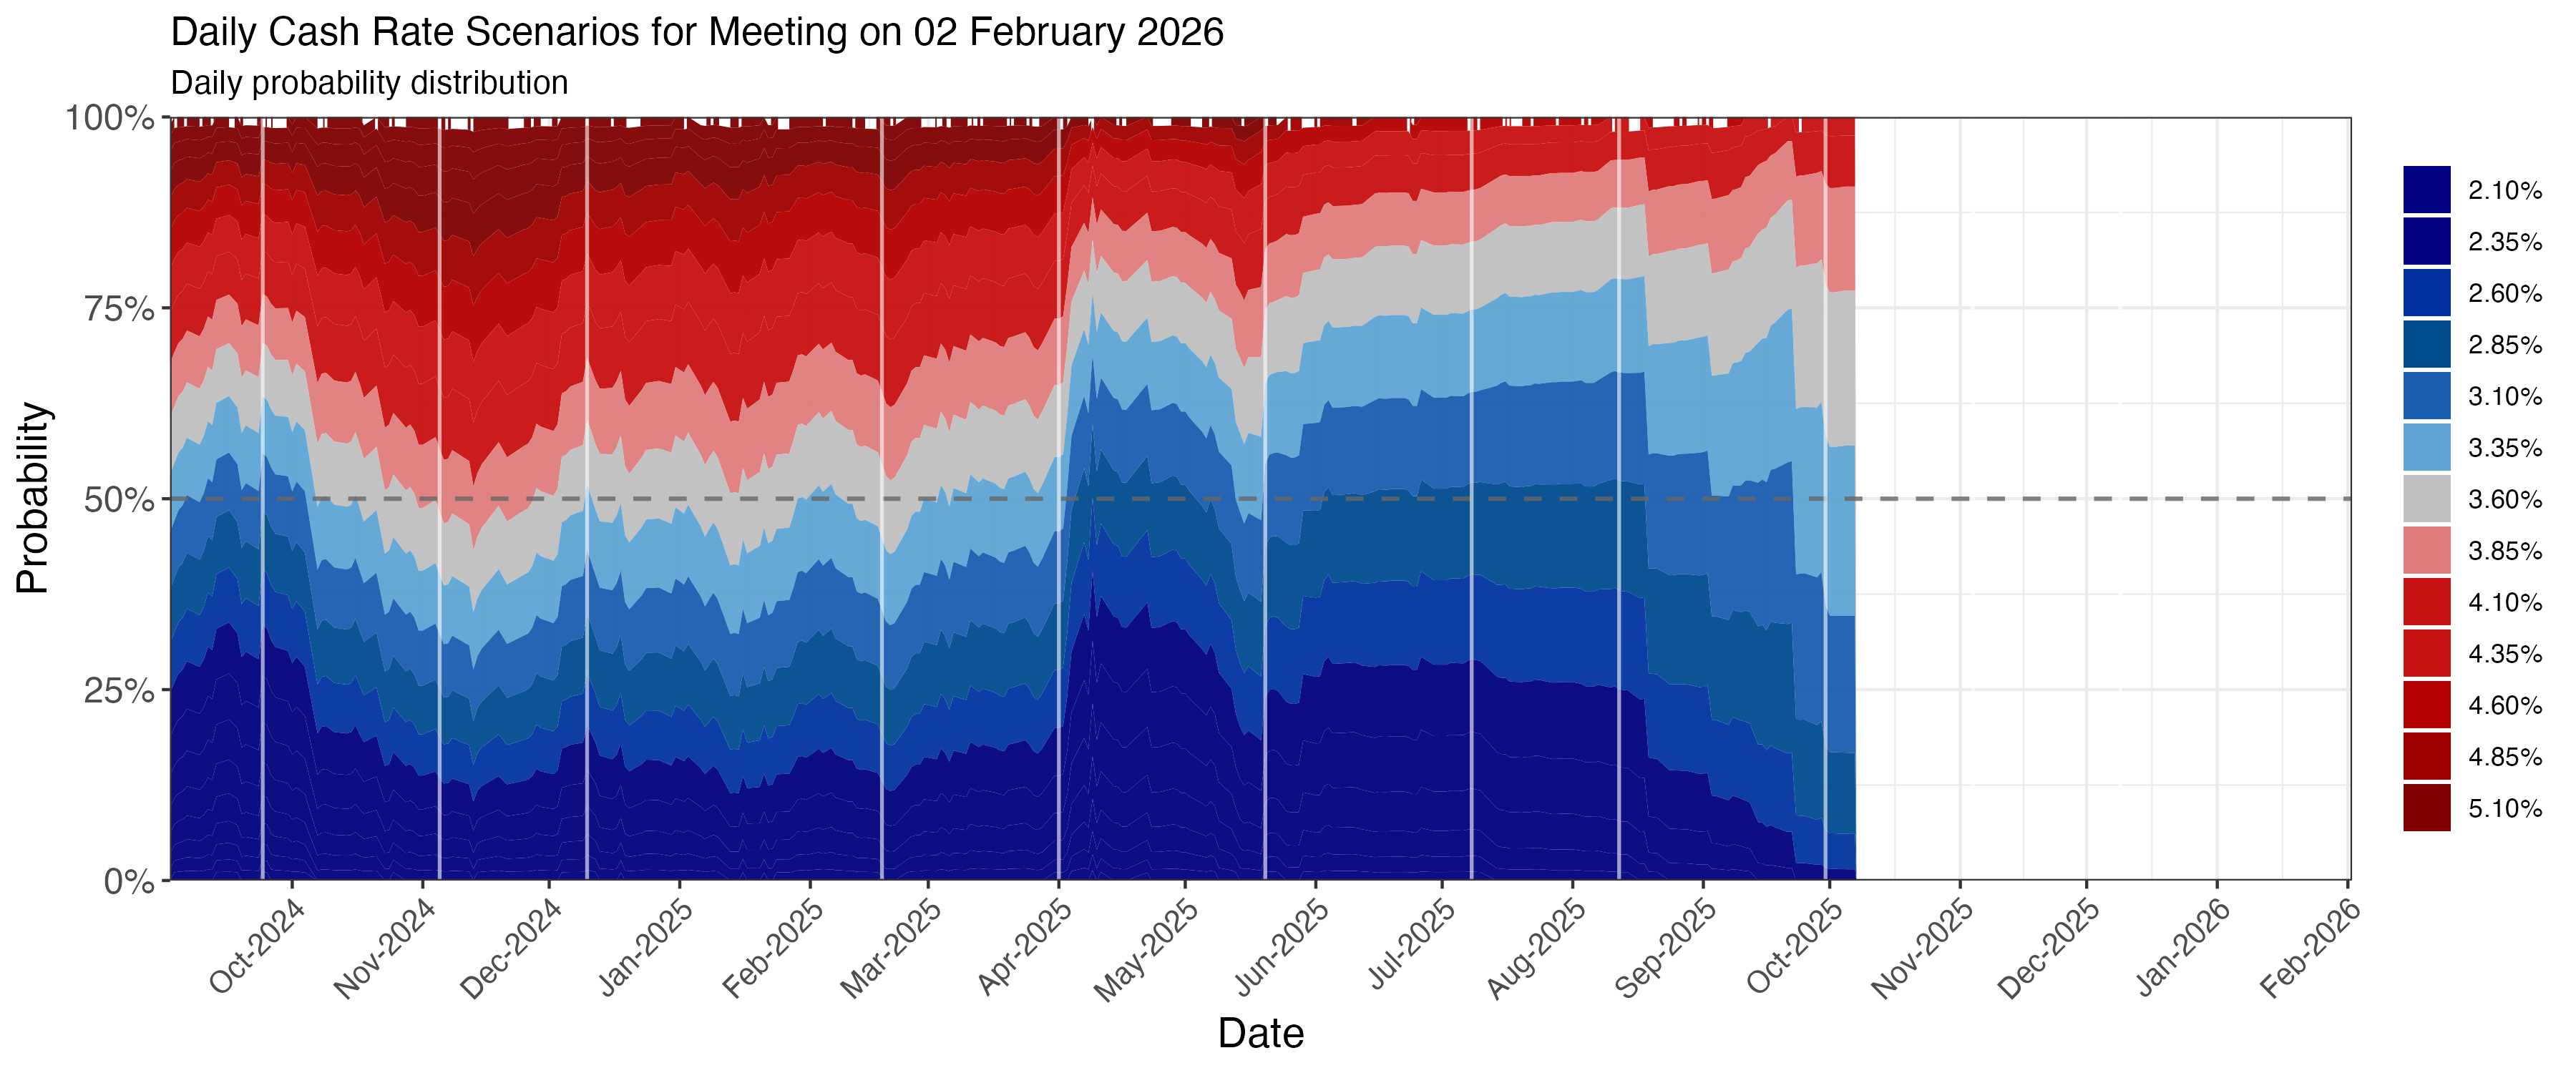 Daily Cash Rate Scenarios for Meeting on 02 February 2026
Daily probability distribution
100%
75%
50%
25%
0%
Probability
Oct-2024
Nov-2024
Dec-2024
Jan-2025
Feb-2025
Mar-2025
Apr-2025
May-2025
Jun-2025
Jul-2025
Aug-2025
Sep-2025
Oct-2025
Nov-2025
Dec-2025
Jan-2026
Feb-2026
Date
2.10%
2.35%
2.60%
2.85%
3.10%
3.35%
3.60%
3.85%
4.10%
4.35%
4.60%
4.85%
5.10%